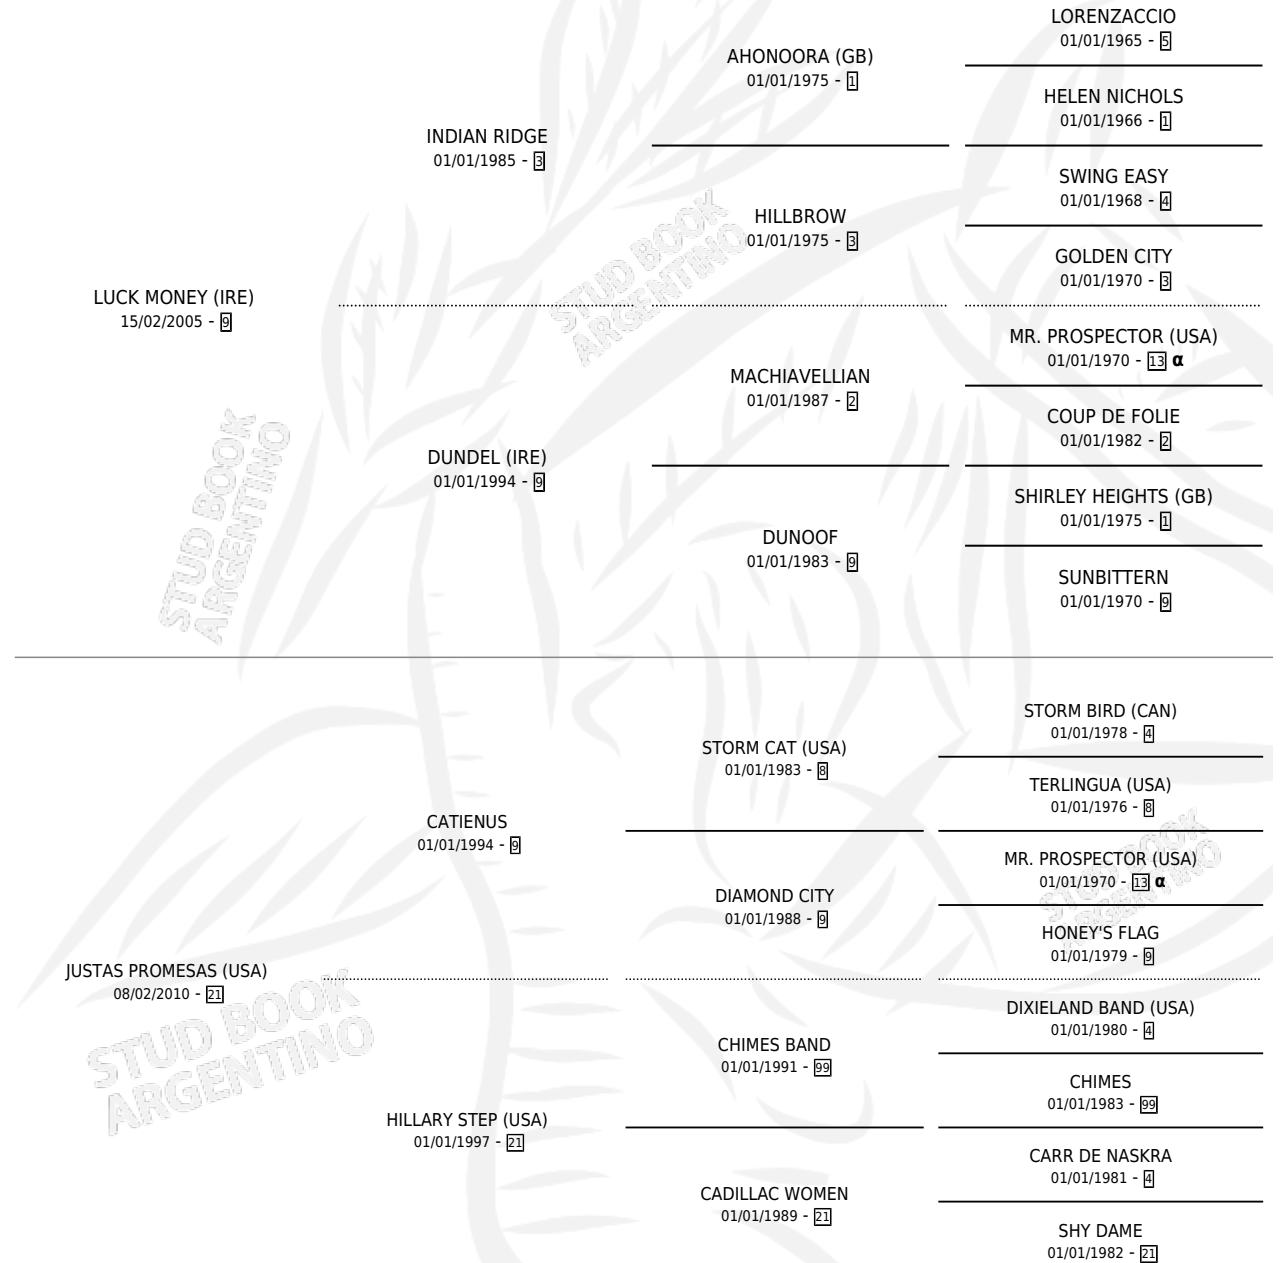 LORENZACCIO
01/01/1965 - 5
AHONOORA (GB)
01/01/1975 - 1
HELEN NICHOLS
01/01/1966 - 1
INDIAN RIDGE
01/01/1985 - 3
SWING EASY
01/01/1968 - 4
HILLBROW
01/01/1975 - 3
GOLDEN CITY
01/01/1970 - 3
LUCK MONEY (IRE)
15/02/2005 - 9
MR. PROSPECTOR (USA)
01/01/1970 - 13 α
MACHIAVELLIAN
01/01/1987 - 2
COUP DE FOLIE
01/01/1982 - 2
DUNDEL (IRE)
01/01/1994 - 9
SHIRLEY HEIGHTS (GB)
01/01/1975 - 1
DUNOOF
01/01/1983 - 9
SUNBITTERN
01/01/1970 - 9
STORM BIRD (CAN)
01/01/1978 - 4
STORM CAT (USA)
01/01/1983 - 8
TERLINGUA (USA)
01/01/1976 - 8
CATIENUS
01/01/1994 - 9
MR. PROSPECTOR (USA)
01/01/1970 - 13 α
DIAMOND CITY
01/01/1988 - 9
HONEY'S FLAG
01/01/1979 - 9
JUSTAS PROMESAS (USA)
08/02/2010 - 21
DIXIELAND BAND (USA)
01/01/1980 - 4
CHIMES BAND
01/01/1991 - 99
CHIMES
01/01/1983 - 99
HILLARY STEP (USA)
01/01/1997 - 21
CARR DE NASKRA
01/01/1981 - 4
CADILLAC WOMEN
01/01/1989 - 21
SHY DAME
01/01/1982 - 21
STUD BOOK
ARGENTINO
STUD BOOK
ARGENTINO
STUD BOOK
ARGENTINO
STUD BOOK
ARGENTINO